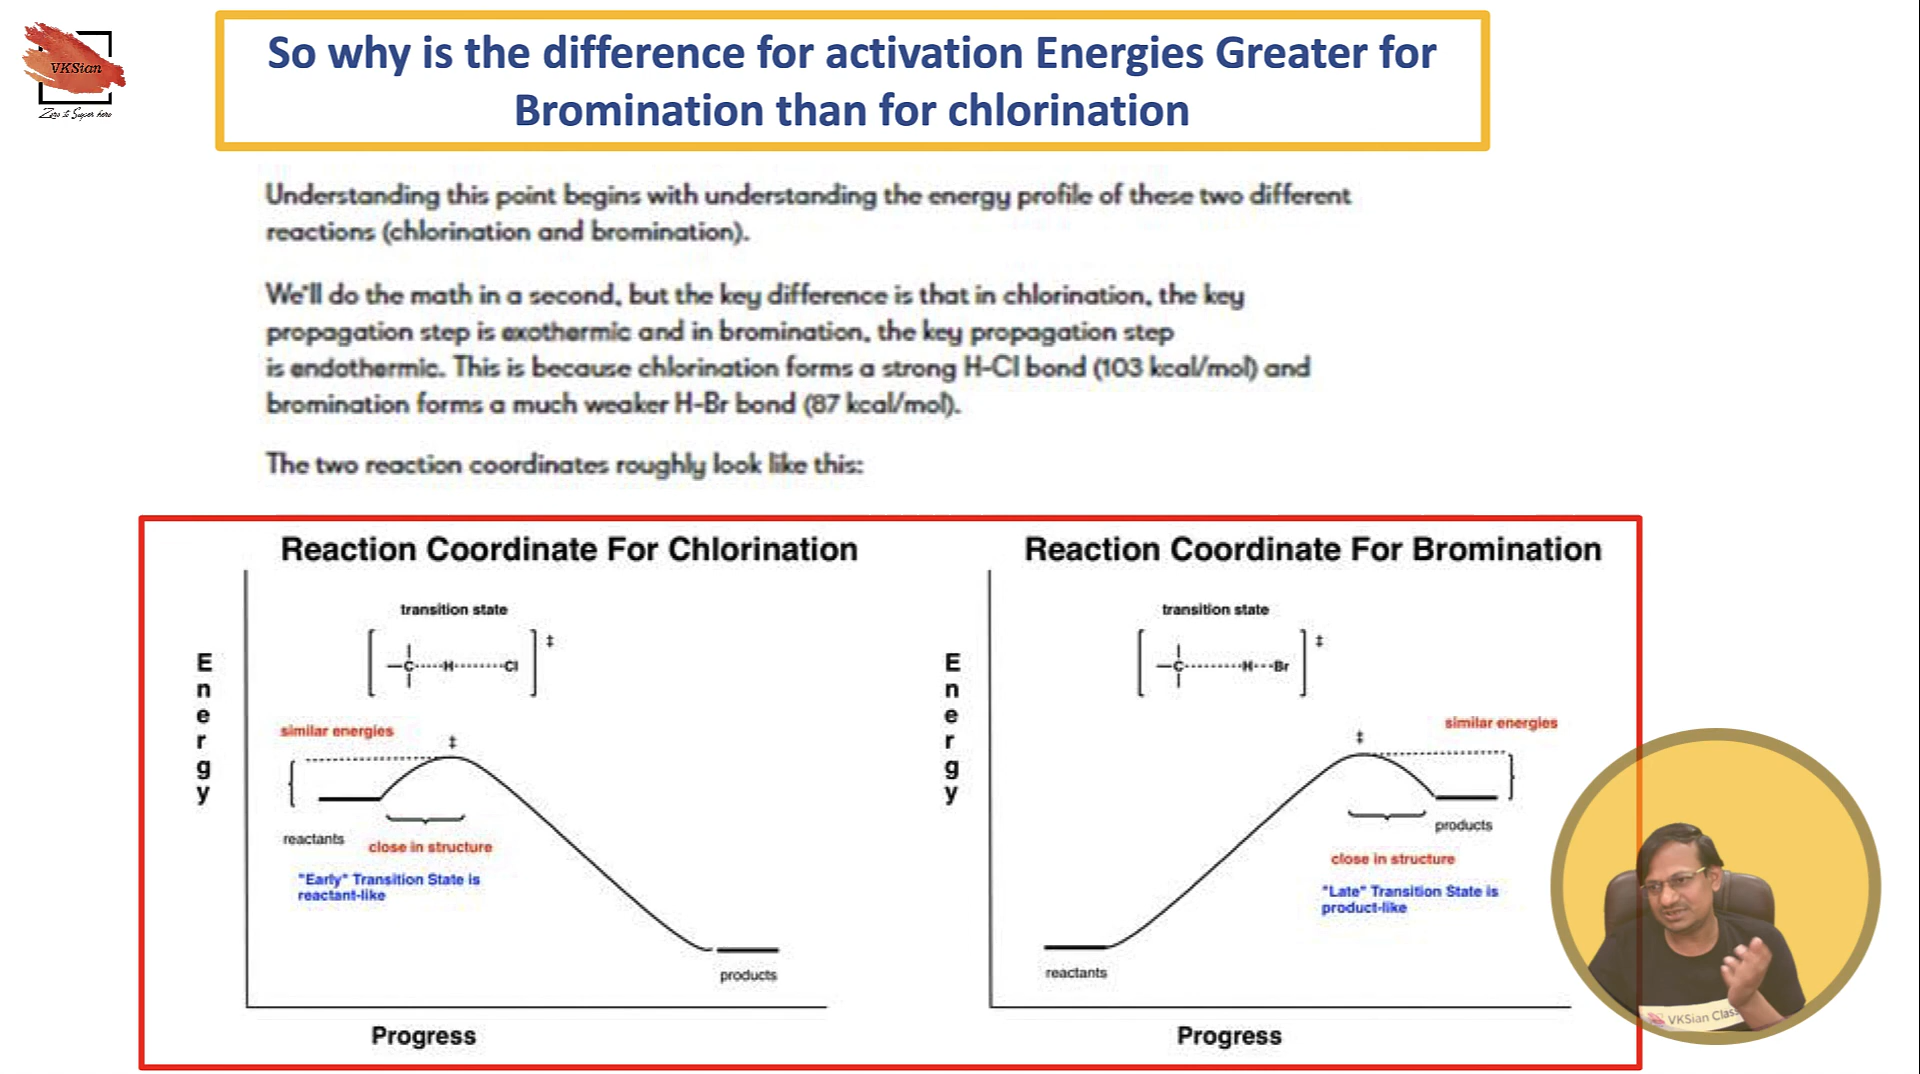 VKSian
Zero to Super hero
So why is the difference for activation Energies Greater for
Bromination than for chlorination
Understanding this point begins with understanding the energy profile of these two different
reactions (chlorination and bromination).
We'll do the math in a second, but the key difference is that in chlorination, the key
propagation step is exothermic and in bromination, the key propagation step
is endothermic. This is because chlorination forms a strong H-Cl bond (103 kcal/mol) and
bromination forms a much weaker H-Br bond (87 kcal/mol).
The two reaction coordinates roughly look like this:
Reaction Coordinate For Chlorination
Energy
transition state
C H Cl ‡
similar energies
‡
reactants
close in structure
"Early" Transition State is
reactant-like
products
Progress
Reaction Coordinate For Bromination
Energy
transition state
C H Br ‡
similar energies
‡
products
close in structure
"Late" Transition State is
product-like
reactants
Progress
VKSian Class